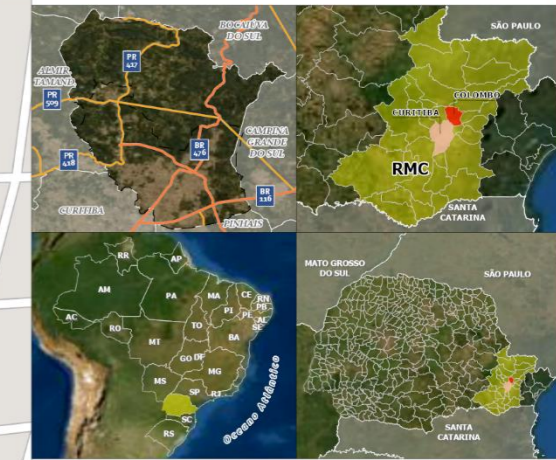 BOCAIÚVA
DO SUL
PR
417
ALMIR.
TAMAND.
PR
509
CAMPINA
GRANDE
DO SUL
BR
476
PR
418
BR
116
CURITIBA
PINHAIS
SÃO PAULO
COLOMBO
CURITIBA
RMC
SANTA
CATARINA
RR
AP
AM
PA
MA
CE
RN
PB
PI
PE
AL
SE
AC
RO
TO
BA
MT
GO
DF
MG
MS
SP
RJ
SC
RS
Oceano Atlântico
MATO GROSSO
DO SUL
SÃO PAULO
SANTA
CATARINA